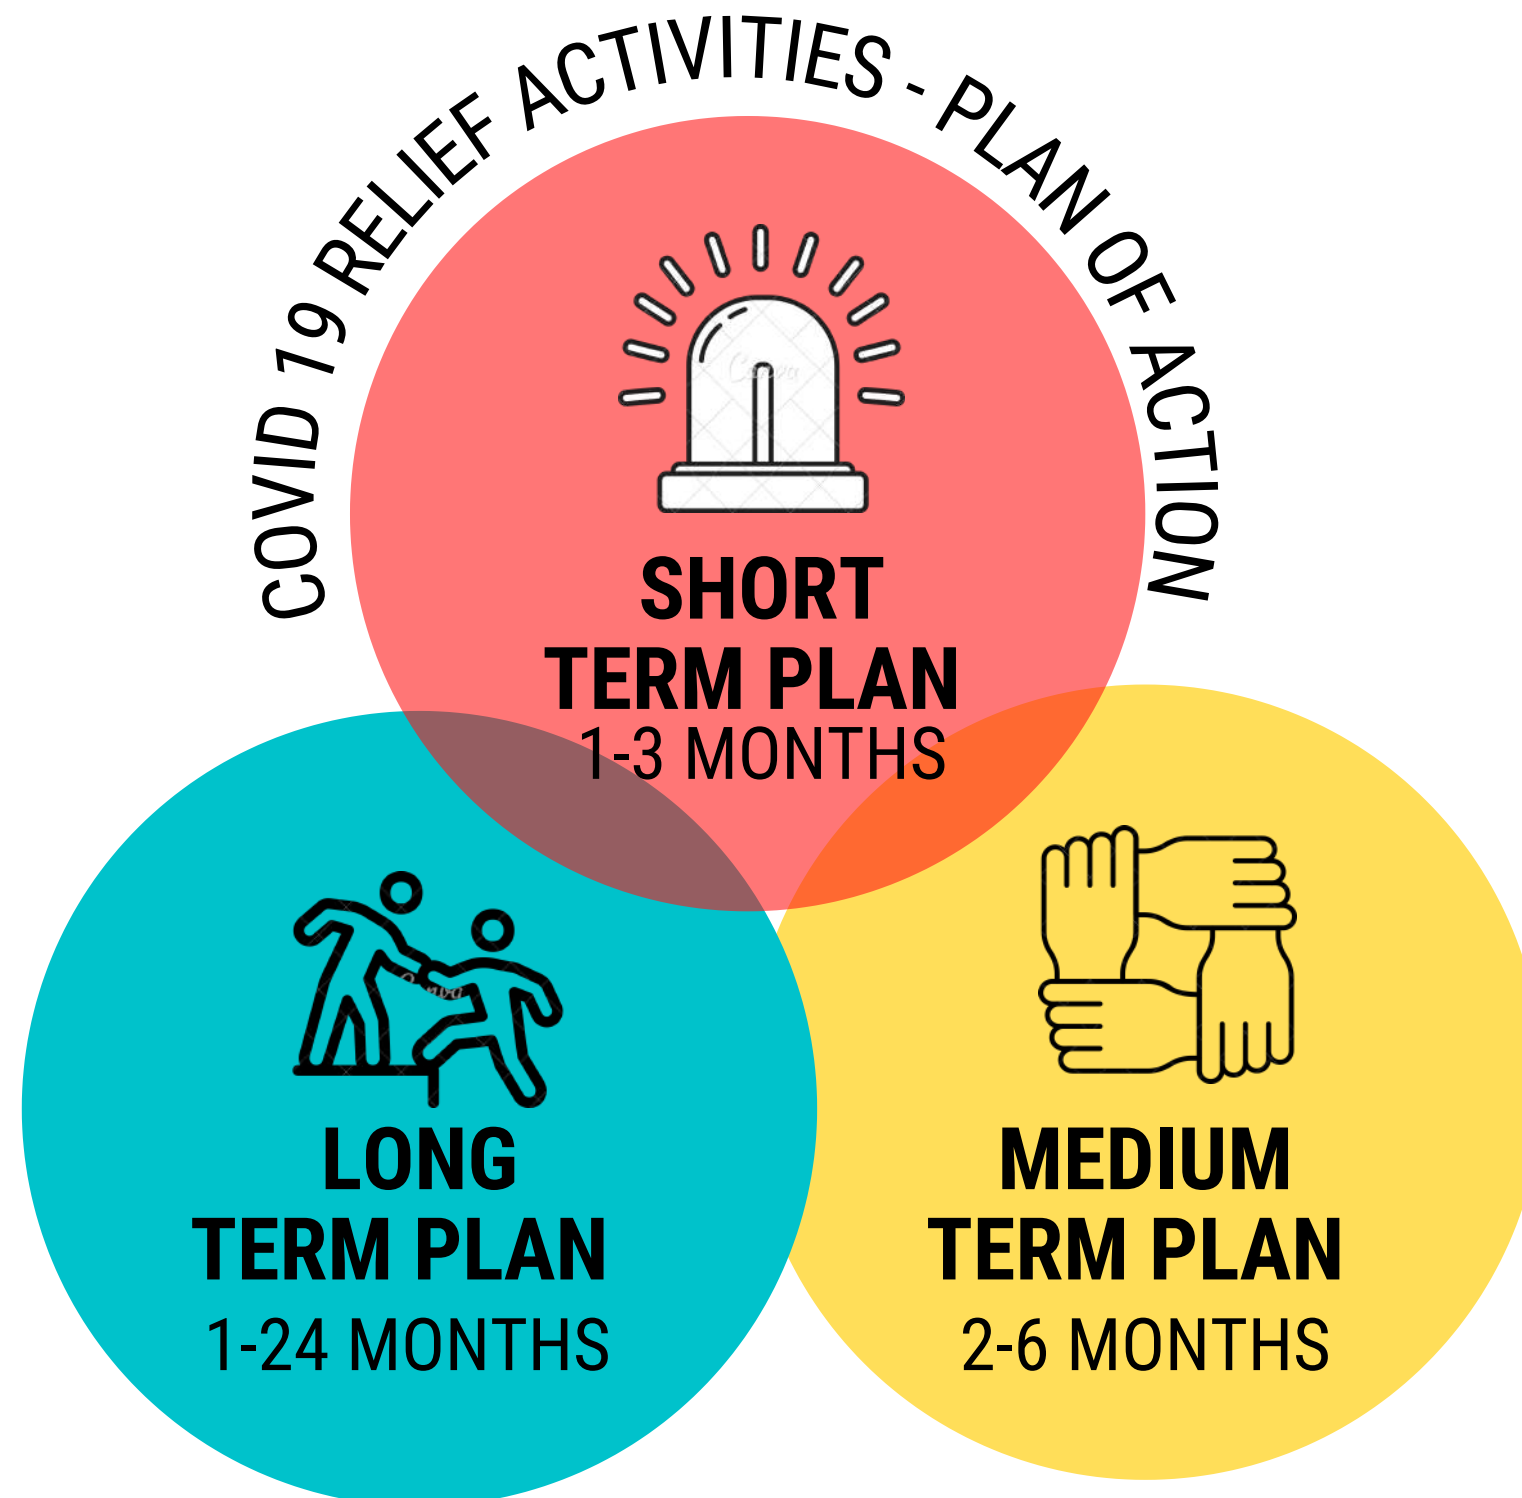 COVID 19 RELIEF ACTIVITIES - PLAN OF ACTION
Canva
SHORT
TERM PLAN
1-3 MONTHS
LONG
TERM PLAN
1-24 MONTHS
MEDIUM
TERM PLAN
2-6 MONTHS